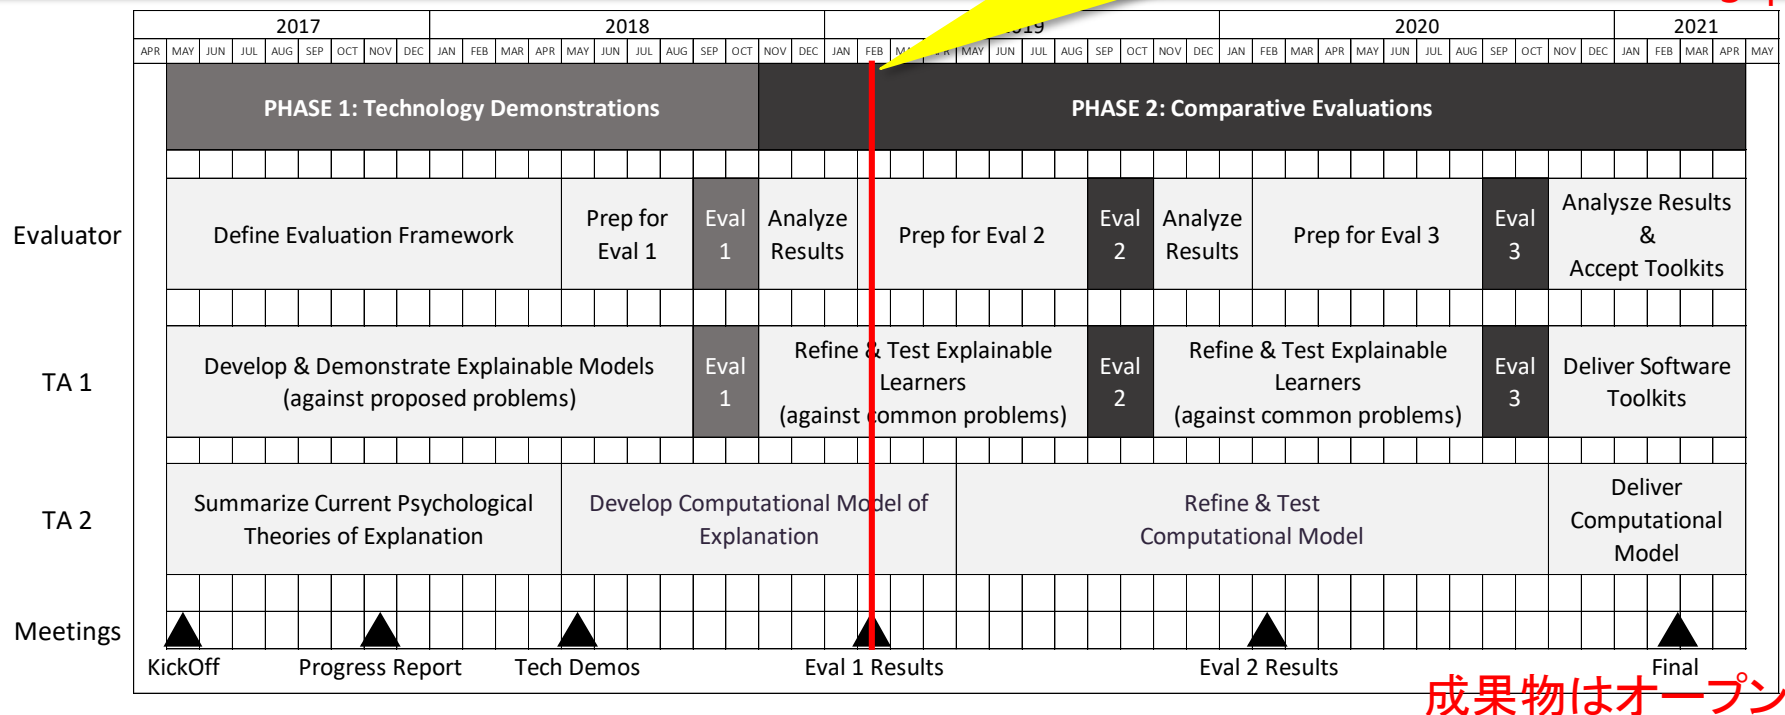 2017 2018 2020 2021
APR MAY JUN JUL AUG SEP OCT NOV DEC JAN FEB MAR APR MAY JUN JUL AUG SEP OCT NOV DEC JAN FEB MAY JUN JUL AUG SEP OCT NOV DEC JAN FEB MAR APR MAY JUN JUL AUG SEP OCT NOV DEC JAN FEB MAR APR MAY
PHASE 1: Technology Demonstrations
PHASE 2: Comparative Evaluations
Evaluator
Define Evaluation Framework
Prep for
Eval 1
Eval
1
Analyze
Results
Prep for Eval 2
Eval
2
Analyze
Results
Prep for Eval 3
Eval
3
Analysze Results
&
Accept Toolkits
TA 1
Develop & Demonstrate Explainable Models
(against proposed problems)
Eval
1
Refine & Test Explainable
Learners
(against common problems)
Eval
2
Refine & Test Explainable
Learners
(against common problems)
Eval
3
Deliver Software
Toolkits
TA 2
Summarize Current Psychological
Theories of Explanation
Develop Computational Model of
Explanation
Refine & Test
Computational Model
Deliver
Computational
Model
Meetings
KickOff
Progress Report
Tech Demos
Eval 1 Results
Eval 2 Results
Final
成果物はオープン